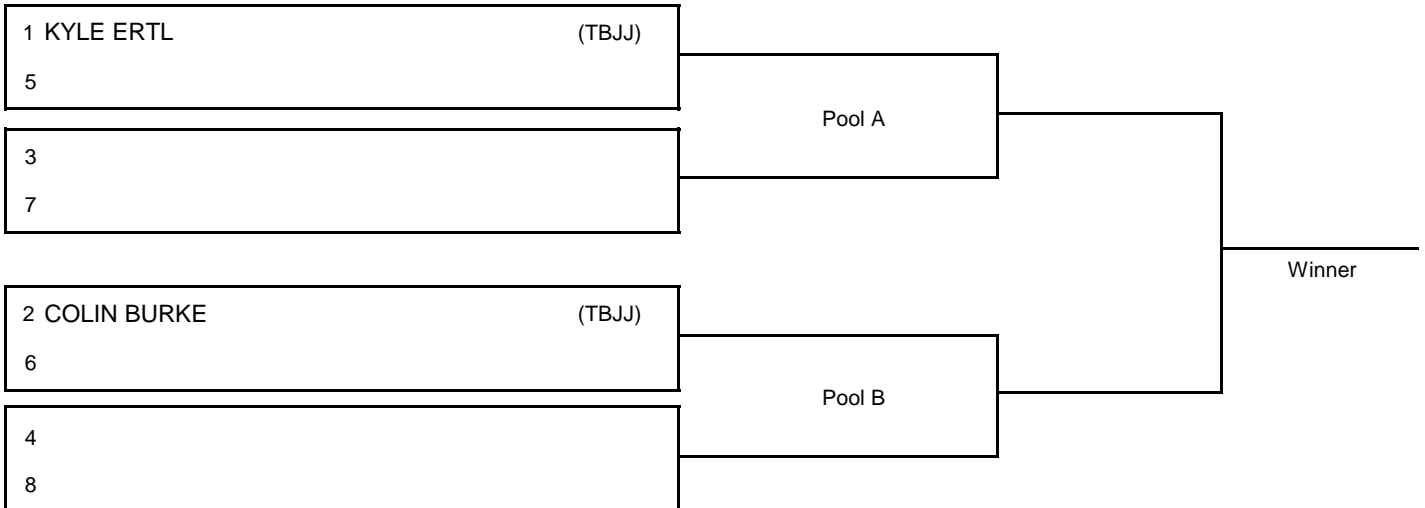 1 KYLE ERTL (TBJJ)
5
Pool A
3
7
Winner
2 COLIN BURKE (TBJJ)
6
Pool B
4
8